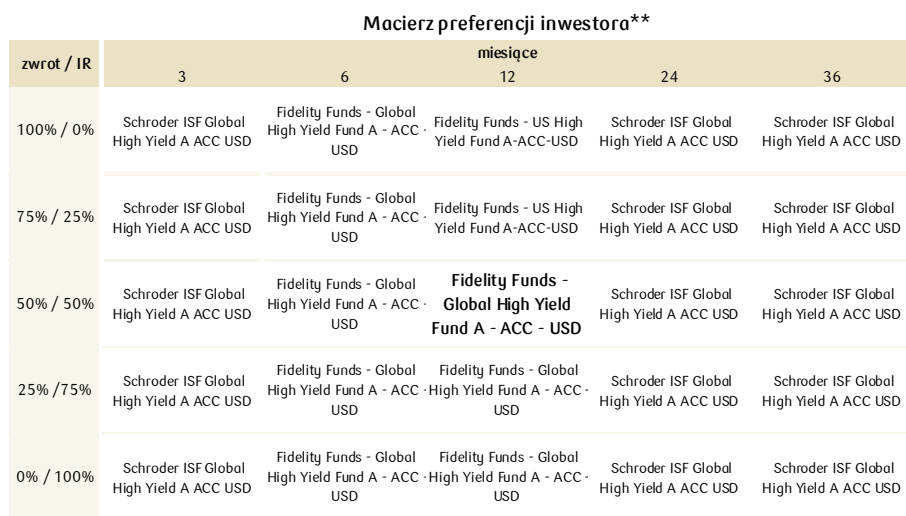 Macierz preferencji inwestora**
zwrot / IR
miesiące
3 6 12 24 36
100% / 0%
Schroder ISF Global
High Yield A ACC USD
Fidelity Funds - Global
High Yield Fund A - ACC -
USD
Fidelity Funds - US High
Yield Fund A-ACC-USD
Schroder ISF Global
High Yield A ACC USD
Schroder ISF Global
High Yield A ACC USD
75% / 25%
Schroder ISF Global
High Yield A ACC USD
Fidelity Funds - Global
High Yield Fund A - ACC -
USD
Fidelity Funds - US High
Yield Fund A-ACC-USD
Schroder ISF Global
High Yield A ACC USD
Schroder ISF Global
High Yield A ACC USD
50% / 50%
Schroder ISF Global
High Yield A ACC USD
Fidelity Funds - Global
High Yield Fund A - ACC -
USD
Fidelity Funds -
Global High Yield
Fund A - ACC - USD
Schroder ISF Global
High Yield A ACC USD
Schroder ISF Global
High Yield A ACC USD
25% /75%
Schroder ISF Global
High Yield A ACC USD
Fidelity Funds - Global
High Yield Fund A - ACC -
USD
Fidelity Funds - Global
High Yield Fund A - ACC -
USD
Schroder ISF Global
High Yield A ACC USD
Schroder ISF Global
High Yield A ACC USD
0% / 100%
Schroder ISF Global
High Yield A ACC USD
Fidelity Funds - Global
High Yield Fund A - ACC -
USD
Fidelity Funds - Global
High Yield Fund A - ACC -
USD
Schroder ISF Global
High Yield A ACC USD
Schroder ISF Global
High Yield A ACC USD